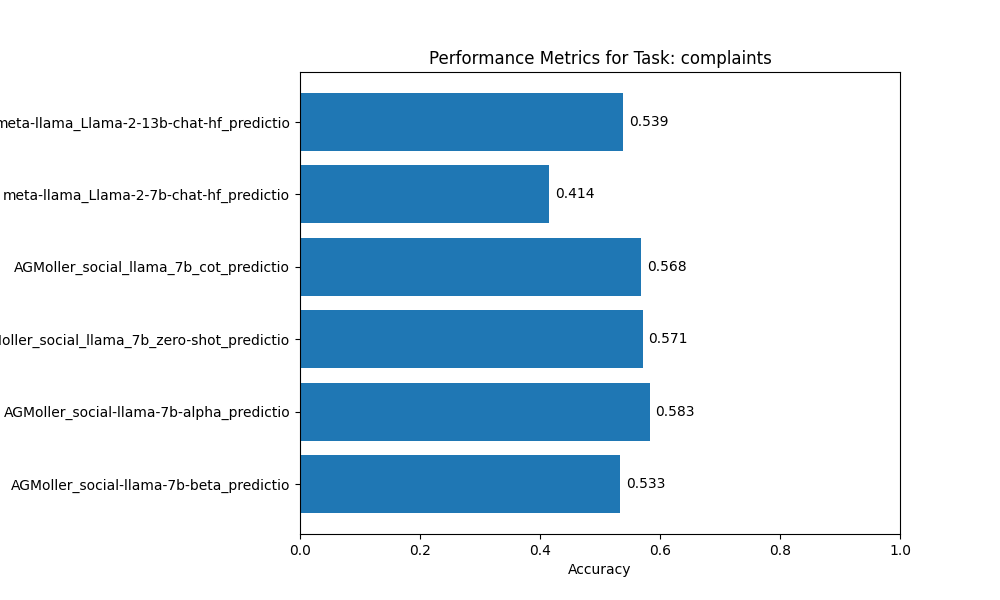 Performance Metrics for Task: complaints
meta-llama_Llama-2-13b-chat-hf_predictio
0.539
meta-llama_Llama-2-7b-chat-hf_predictio
0.414
AGMoller_social_llama_7b_cot_predictio
0.568
oller_social_llama_7b_zero-shot_predictio
0.571
AGMoller_social-llama-7b-alpha_predictio
0.583
AGMoller_social-llama-7b-beta_predictio
0.533
0.0 0.2 0.4 0.6 0.8 1.0
Accuracy